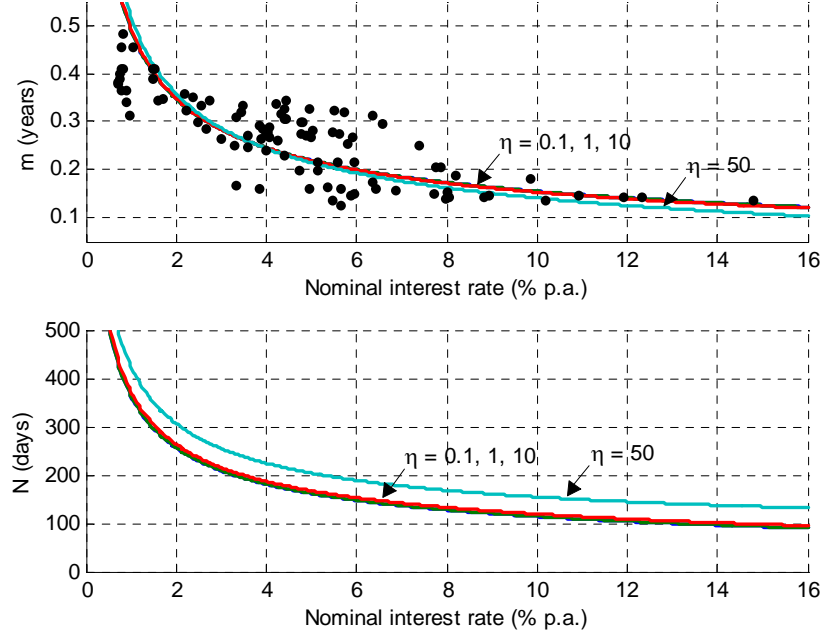 0.5
0.4
0.3
0.2
0.1
m (years)
η = 0.1, 1, 10
η = 50
0 2 4 6 8 10 12 14 16
Nominal interest rate (% p.a.)
500
400
300
200
100
0
N (days)
η = 0.1, 1, 10
η = 50
0 2 4 6 8 10 12 14 16
Nominal interest rate (% p.a.)